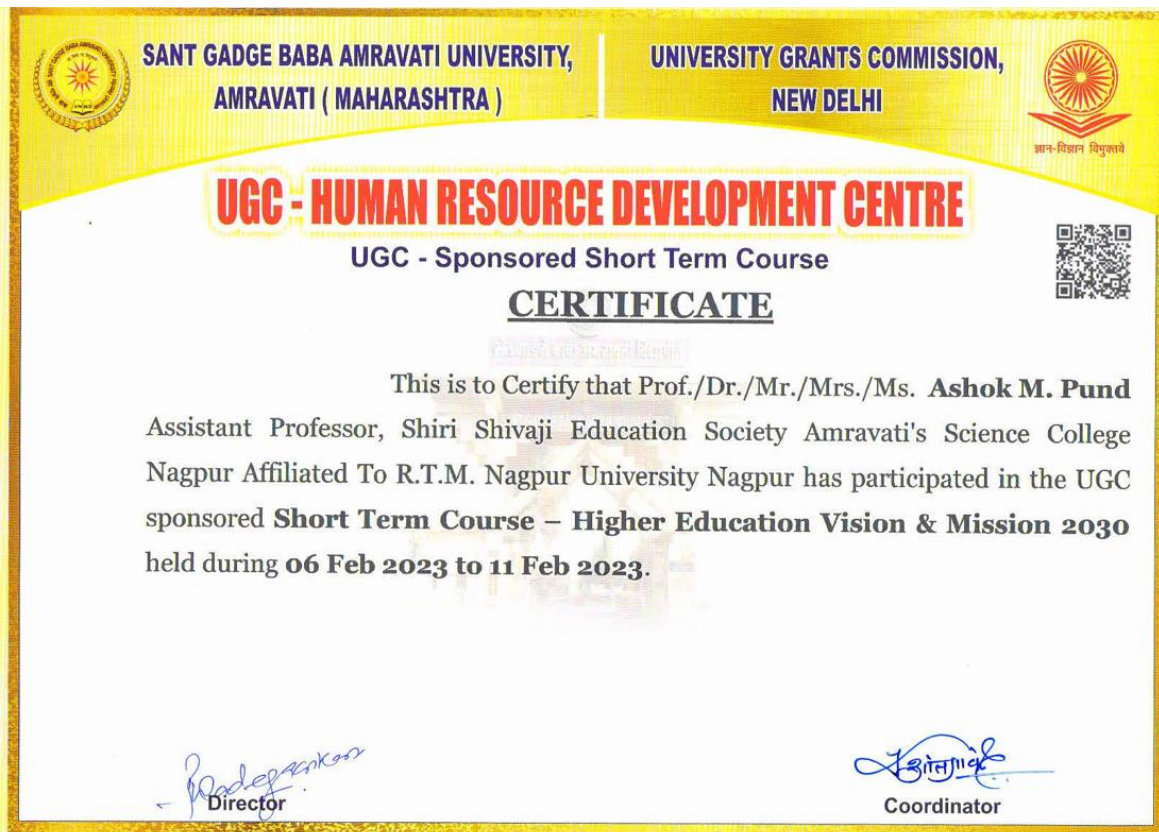 SANT GADGE BABA AMRAVATI UNIVERSITY,
AMRAVATI ( MAHARASHTRA )
UNIVERSITY GRANTS COMMISSION,
NEW DELHI
ज्ञान-विज्ञान विमुक्तये
UGC - HUMAN RESOURCE DEVELOPMENT CENTRE
UGC - Sponsored Short Term Course
CERTIFICATE
This is to Certify that Prof./Dr./Mr./Mrs./Ms. Ashok M. Pund
Assistant Professor, Shiri Shivaji Education Society Amravati's Science College
Nagpur Affiliated To R.T.M. Nagpur University Nagpur has participated in the UGC
sponsored Short Term Course – Higher Education Vision & Mission 2030
held during 06 Feb 2023 to 11 Feb 2023.
Director
Coordinator